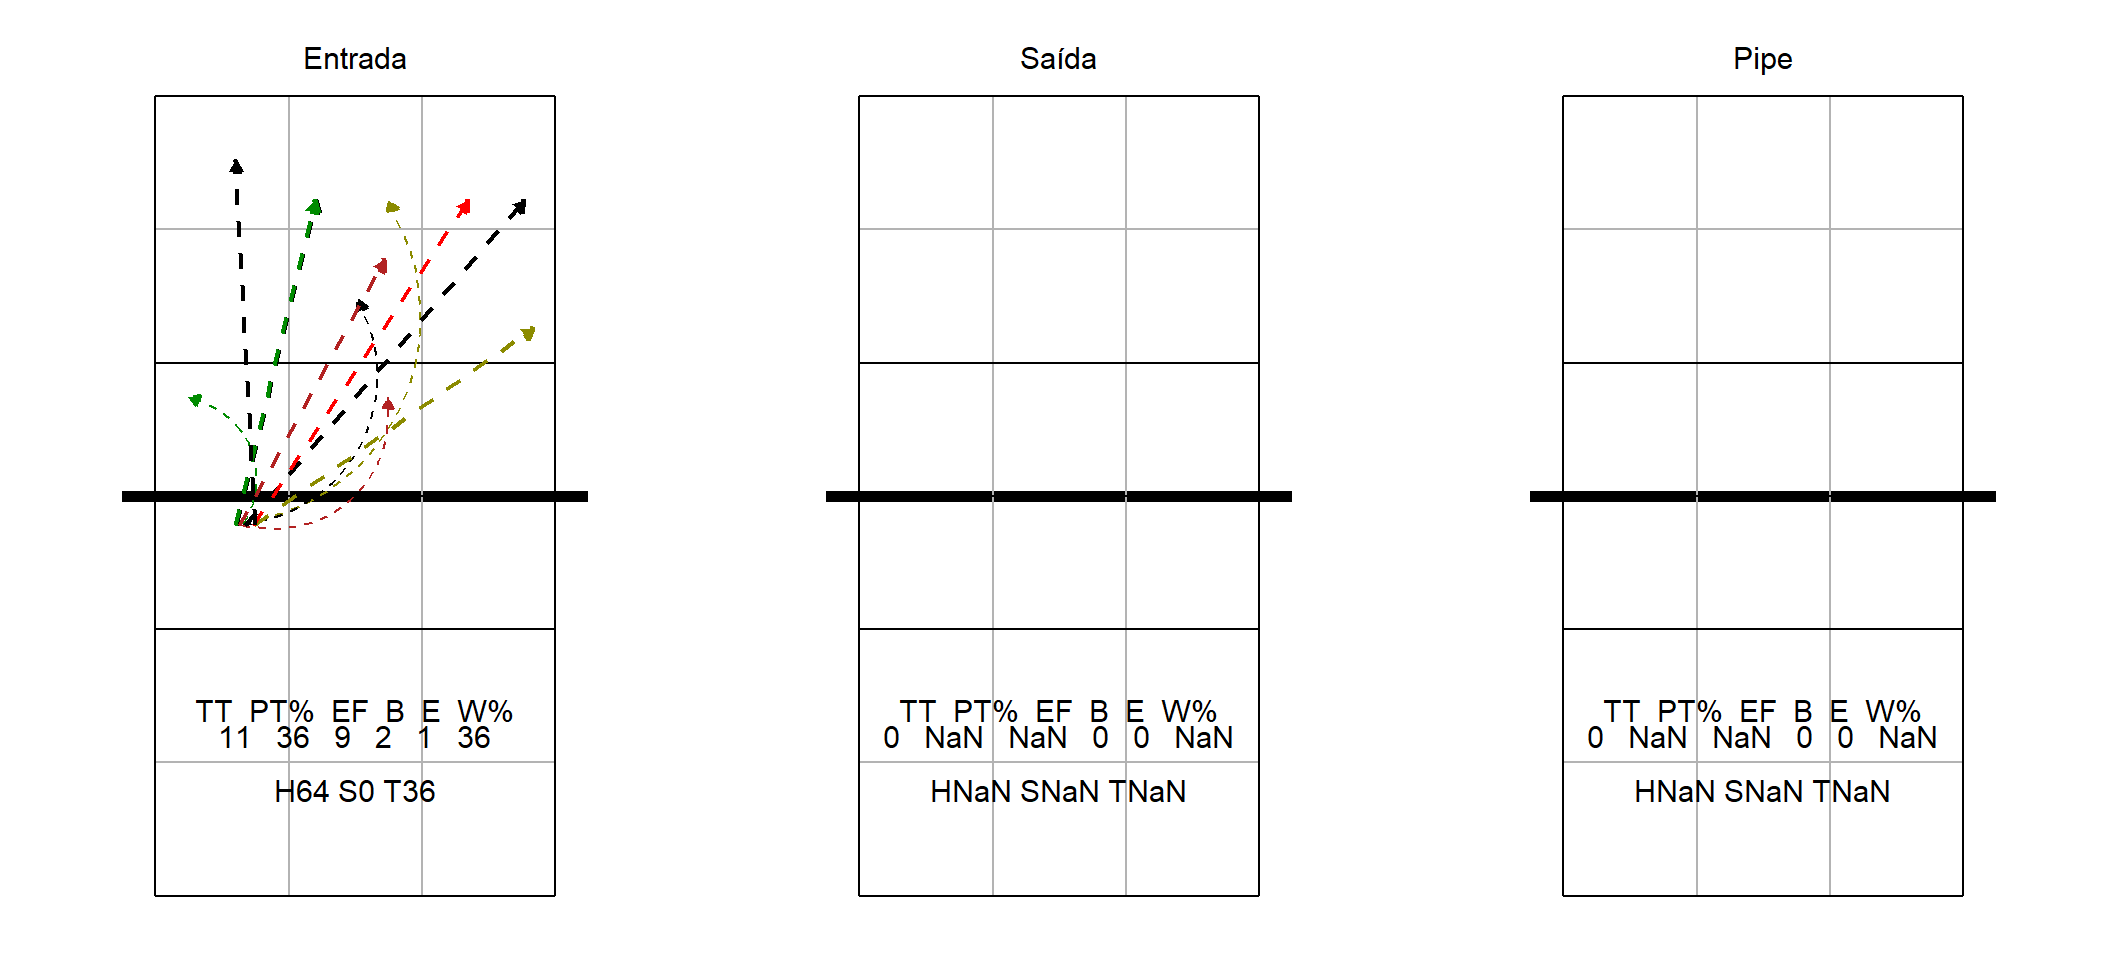 Entrada
TT PT% EF B E W%
11 36 9 2 1 36
H64 S0 T36
Saída
TT PT% EF B E W%
0 NaN NaN 0 0 NaN
HNaN SNaN TNaN
Pipe
TT PT% EF B E W%
0 NaN NaN 0 0 NaN
HNaN SNaN TNaN